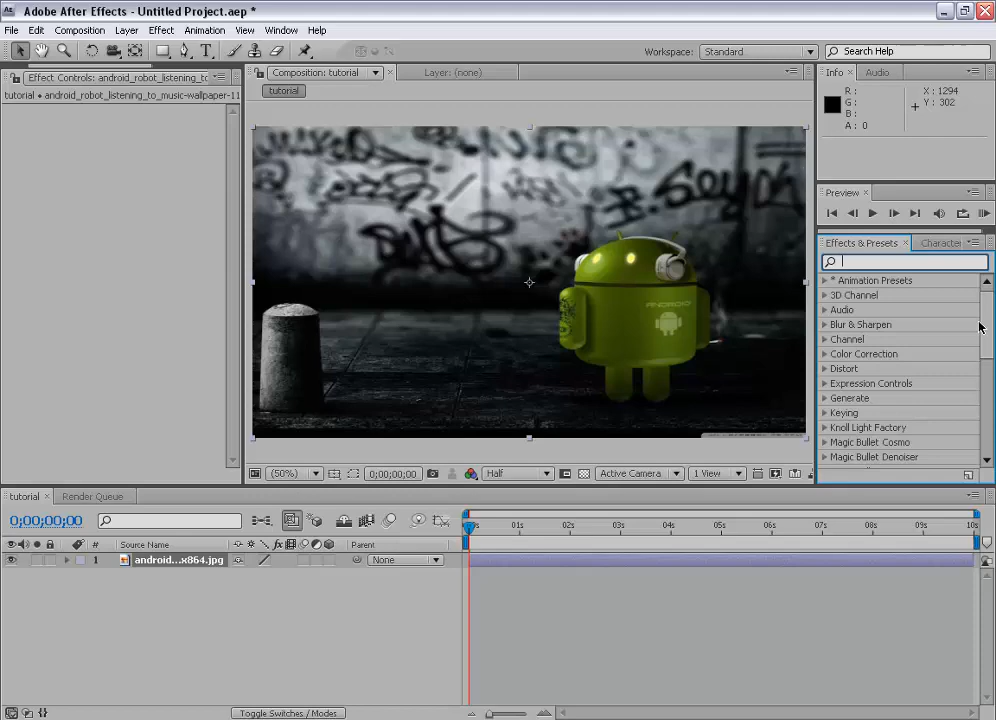 Adobe After Effects - Untitled Project.aep *
File Edit Composition Layer Effect Animation View Window Help
Workspace: Standard Search Help
Effect Controls: android_robot_listening_to
tutorial • android_robot_listening_to_music-wallpaper-11
Composition: tutorial Layer: (none)
tutorial
ANDROID
(50%) 0;00;00;00 Half Active Camera 1 View
Info Audio
R : X : 1294
G : Y : 302
B :
A : 0
Preview
Effects & Presets Character
* Animation Presets
3D Channel
Audio
Blur & Sharpen
Channel
Color Correction
Distort
Expression Controls
Generate
Keying
Knoll Light Factory
Magic Bullet Cosmo
Magic Bullet Denoiser
tutorial Render Queue
0;00;00;00
# Source Name fx Parent
1 android...x864.jpg None
01s 02s 03s 04s 05s 06s 07s 08s 09s 10s
Toggle Switches / Modes